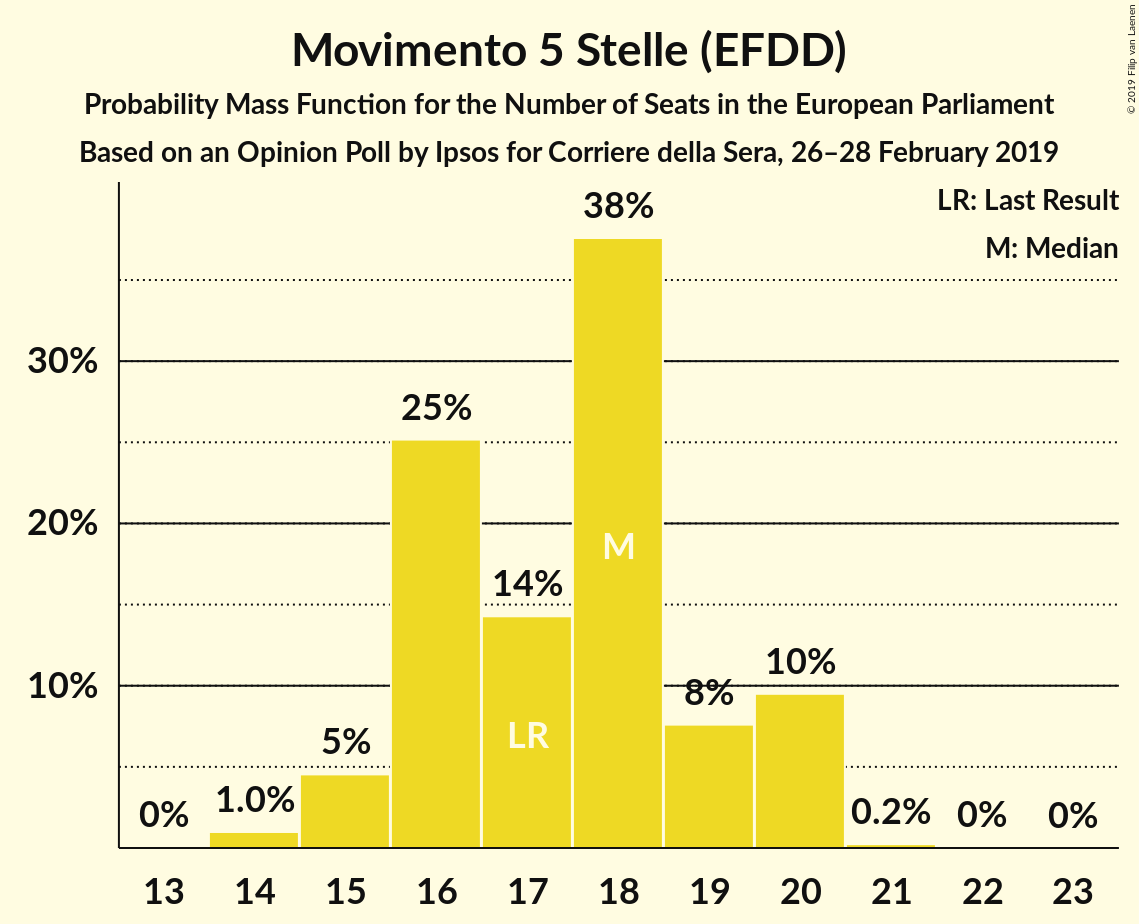 Movimento 5 Stelle (EFDD)
Probability Mass Function for the Number of Seats in the European Parliament
Based on an Opinion Poll by Ipsos for Corriere della Sera, 26–28 February 2019
© 2019 Filip van Laenen
LR: Last Result
M: Median
38%
30%
25%
20%
M
14%
10%
10%
8%
LR
5%
1.0%
0%
0.2%
0%
0%
13 14 15 16 17 18 19 20 21 22 23